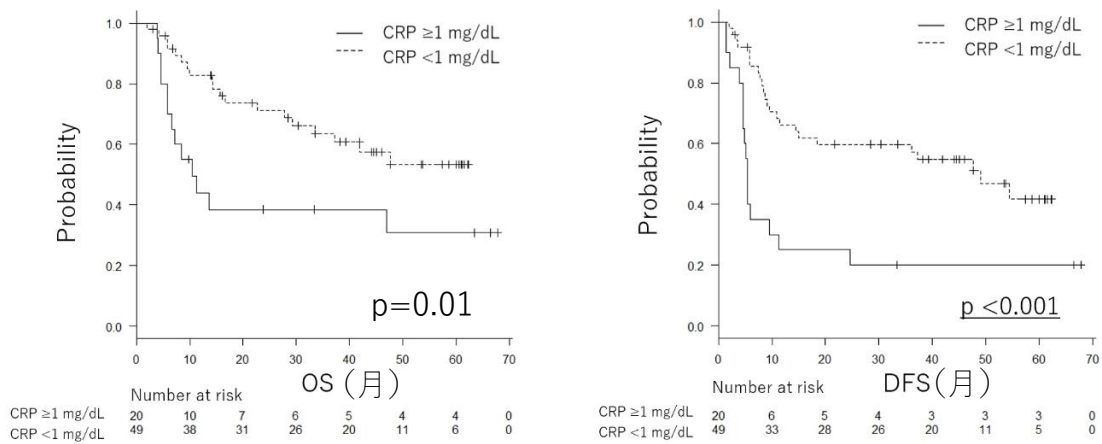 CRP ≥1 mg/dL
CRP <1 mg/dL
1.0
0.8
0.6
0.4
0.2
0.0
Probability
p=0.01
0 10 20 30 40 50 60 70
OS（月）
Number at risk
CRP ≥1 mg/dL 20 10 7 6 5 4 4 0
CRP <1 mg/dL 49 38 31 26 20 11 6 0
CRP ≥1 mg/dL
CRP <1 mg/dL
1.0
0.8
0.6
0.4
0.2
0.0
Probability
p <0.001
0 10 20 30 40 50 60 70
DFS(月)
Number at risk
CRP ≥1 mg/dL 20 6 5 4 3 3 3 0
CRP <1 mg/dL 49 33 28 26 20 11 5 0